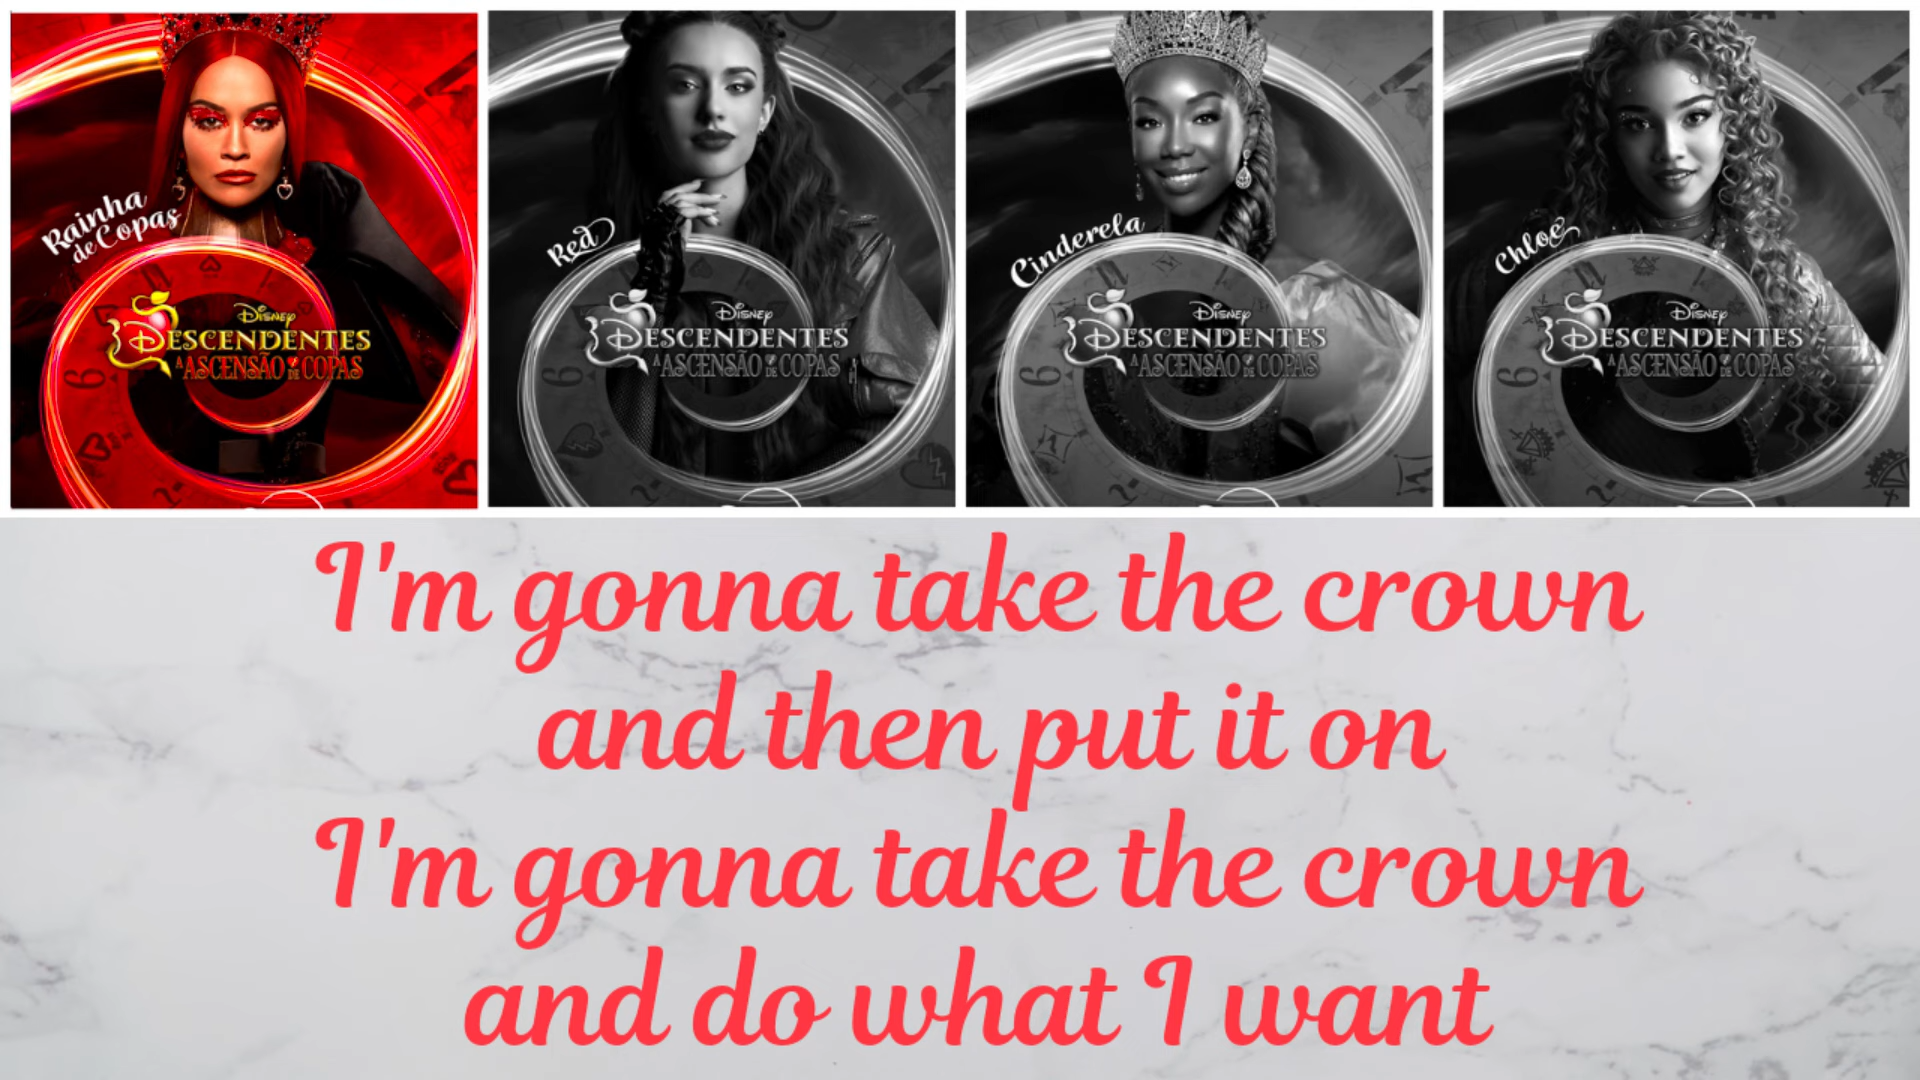 Rainha
de Copas
Disney
DESCENDENTES
A ASCENSÃO DE COPAS
Red
Disney
DESCENDENTES
A ASCENSÃO DE COPAS
Cinderela
Disney
DESCENDENTES
A ASCENSÃO DE COPAS
Chloe
Disney
DESCENDENTES
A ASCENSÃO DE COPAS
I'm gonna take the crown
and then put it on
I'm gonna take the crown
and do what I want